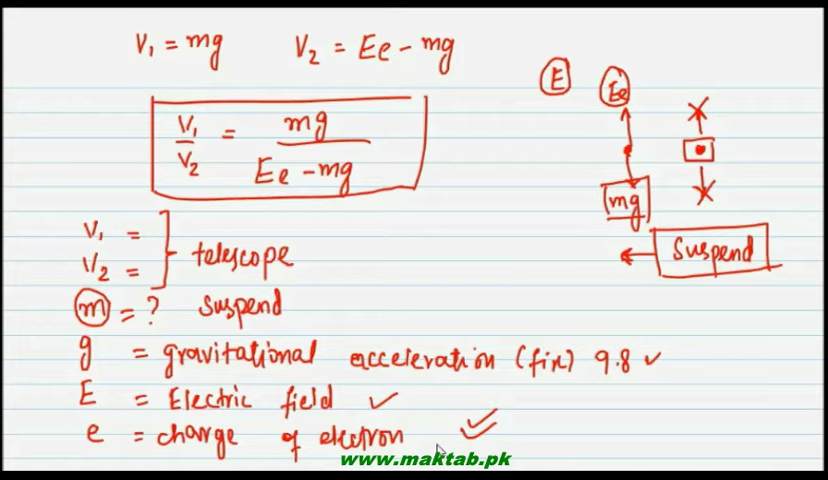 V₁ = mg V₂ = Ee - mg
V₁/V₂ = mg/(Ee - mg)
E Ee
mg
Suspend
V₁ =
V₂ = } telescope
m = ? suspend
g = gravitational acceleration (fix) 9.8 ✓
E = Electric field ✓
e = charge of electron ✓
www.maktab.pk